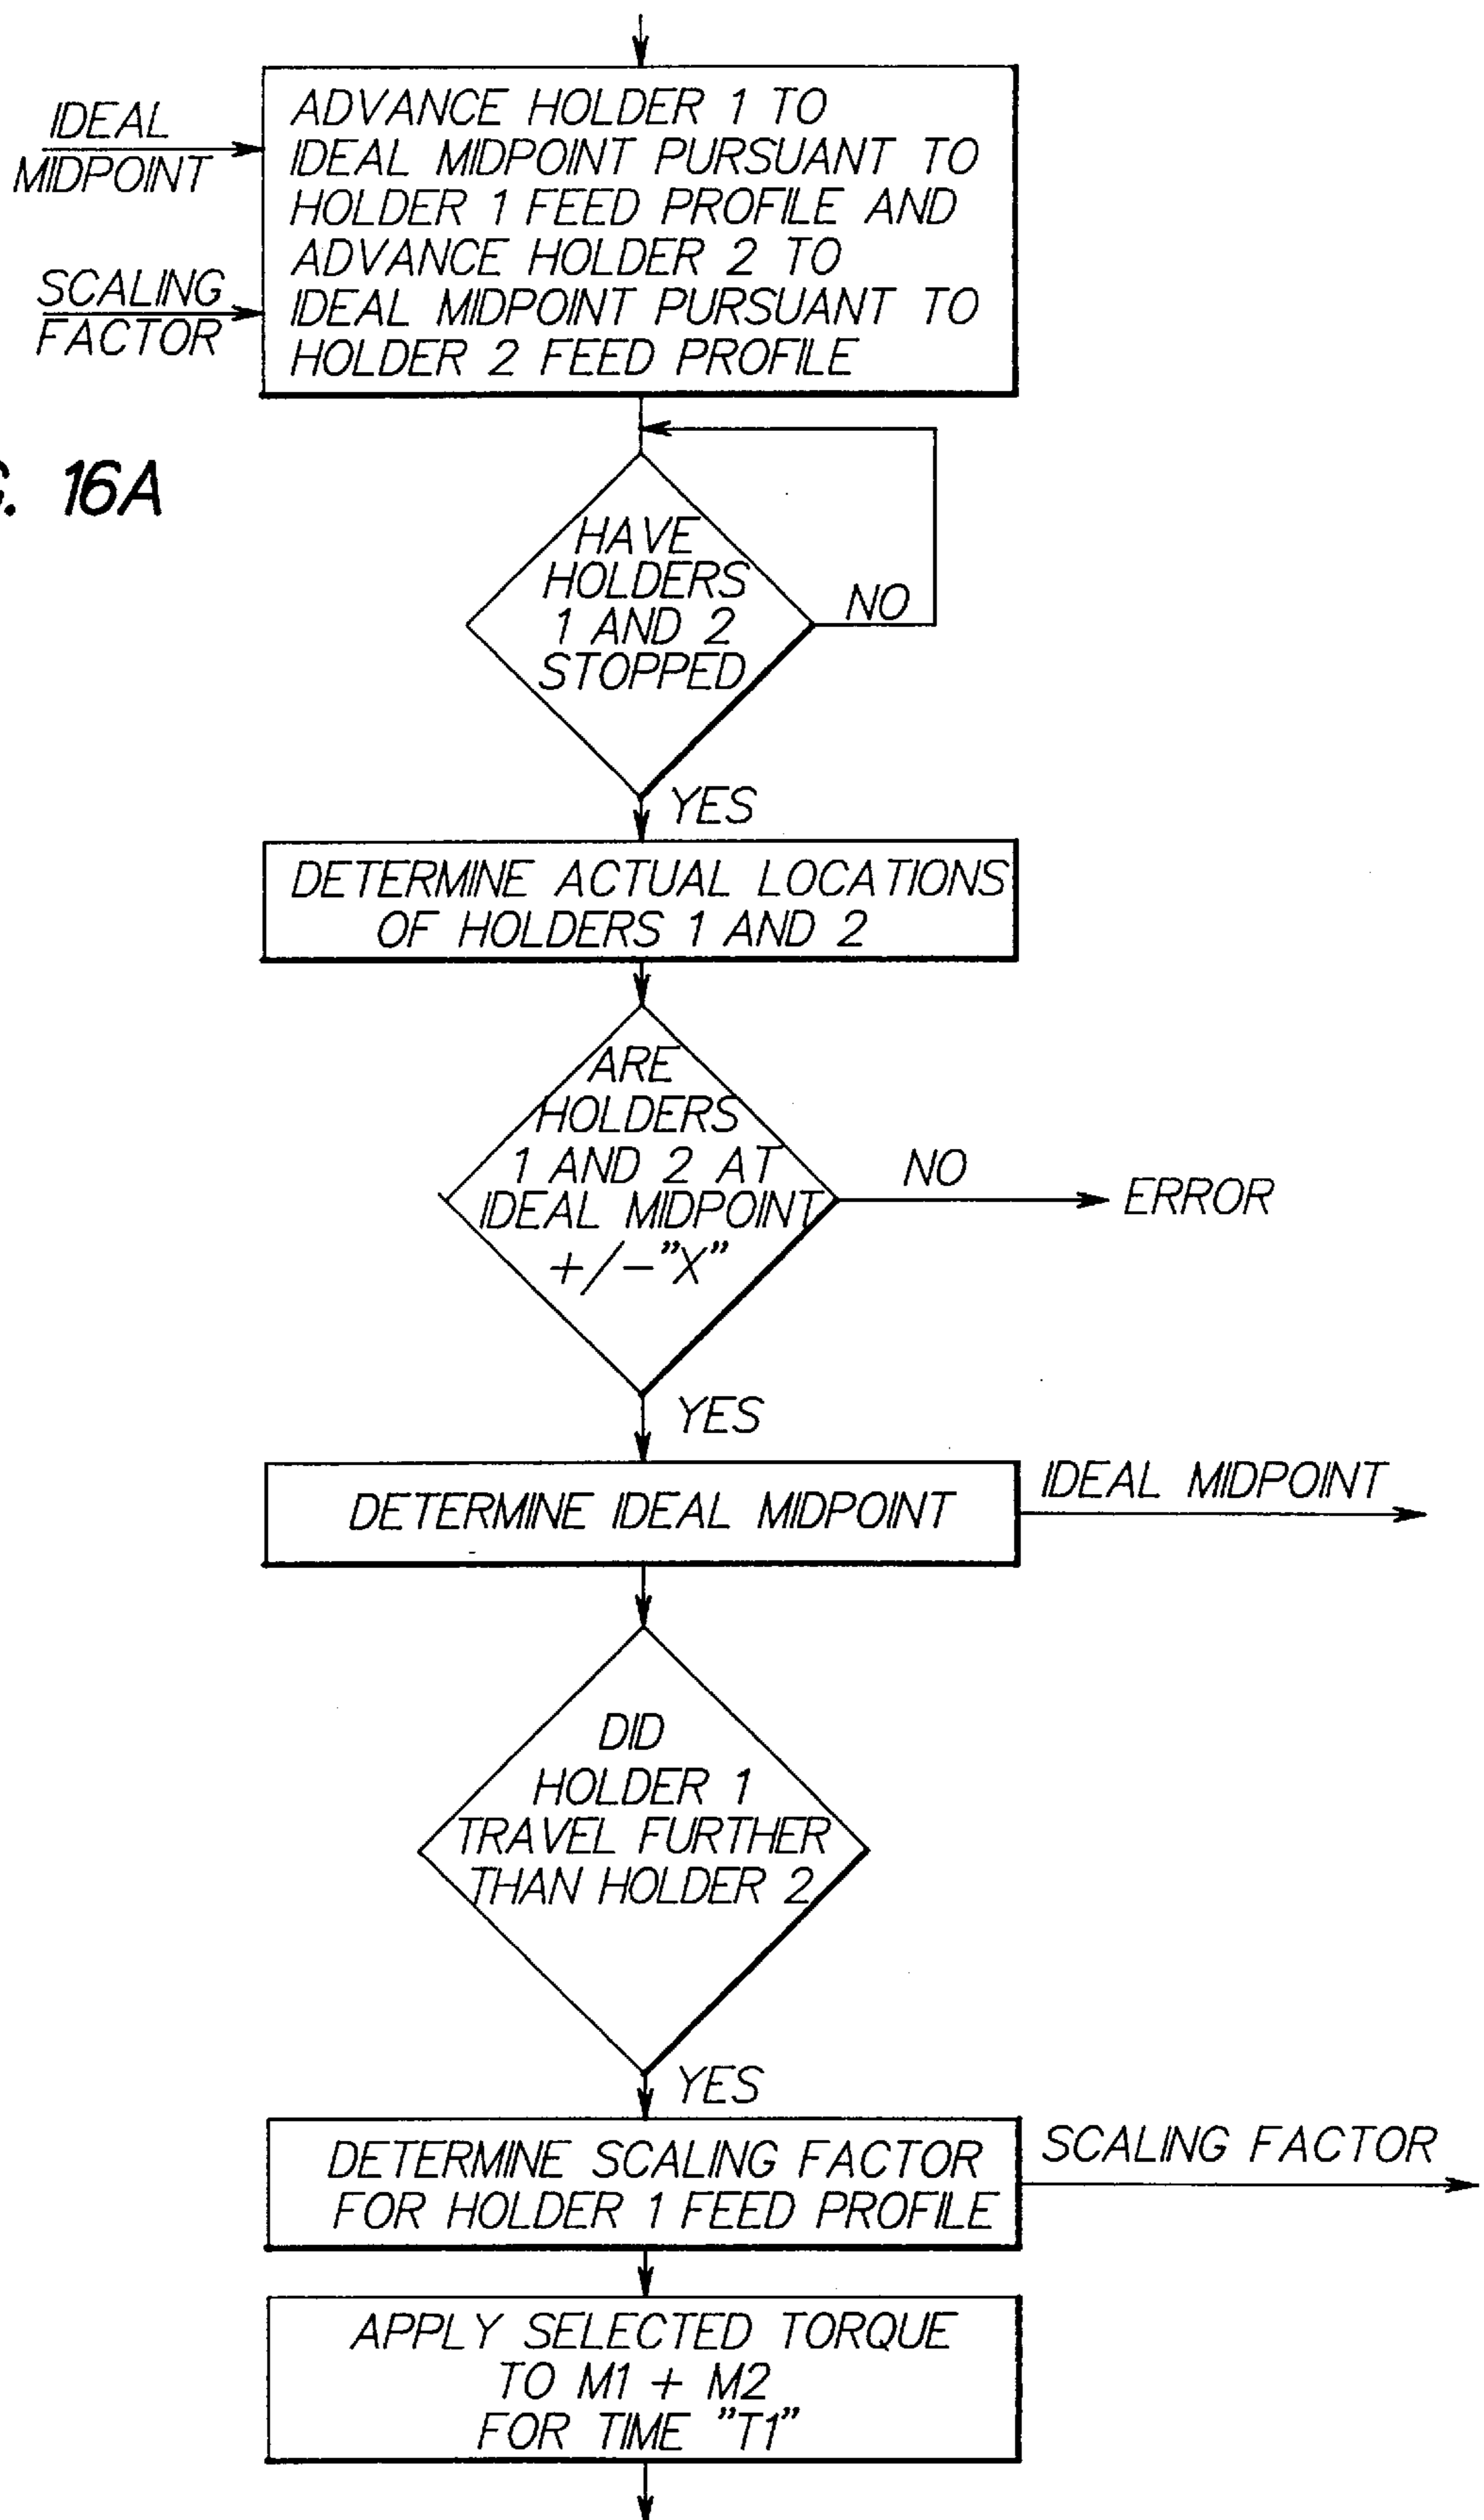 IDEAL
MIDPOINT
SCALING
FACTOR
ADVANCE HOLDER 1 TO
IDEAL MIDPOINT PURSUANT TO
HOLDER 1 FEED PROFILE AND
ADVANCE HOLDER 2 TO
IDEAL MIDPOINT PURSUANT TO
HOLDER 2 FEED PROFILE
G. 16A
HAVE
HOLDERS
1 AND 2
STOPPED
NO
YES
DETERMINE ACTUAL LOCATIONS
OF HOLDERS 1 AND 2
ARE
HOLDERS
1 AND 2 AT
IDEAL MIDPOINT
+/-"X"
NO
ERROR
YES
DETERMINE IDEAL MIDPOINT
IDEAL MIDPOINT
DID
HOLDER 1
TRAVEL FURTHER
THAN HOLDER 2
YES
DETERMINE SCALING FACTOR
FOR HOLDER 1 FEED PROFILE
SCALING FACTOR
APPLY SELECTED TORQUE
TO M1 + M2
FOR TIME "T1"